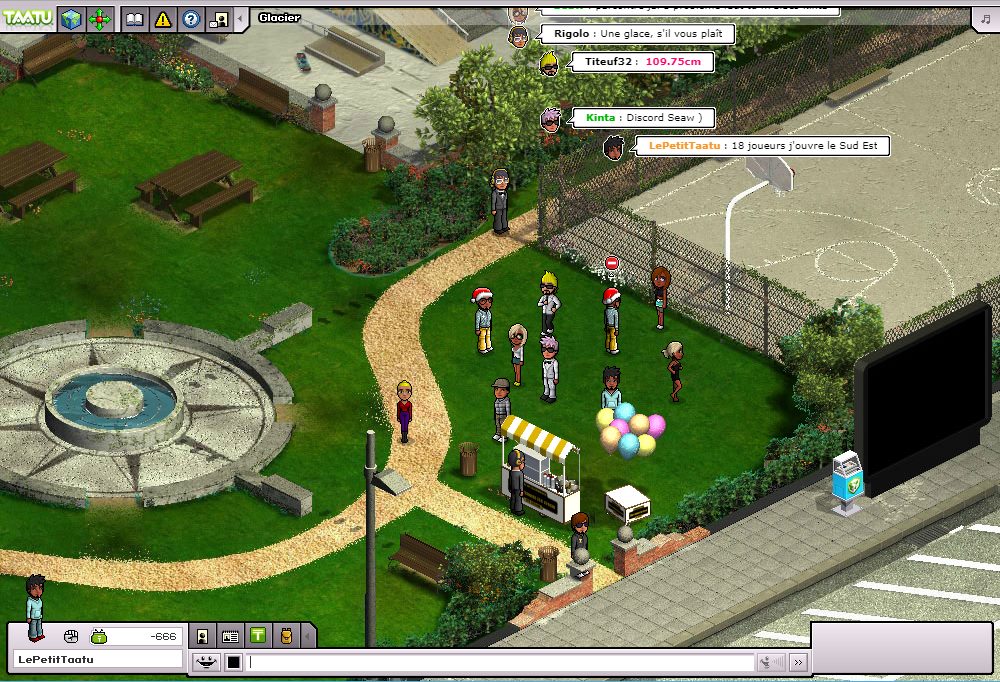 TAATU
Glacier
Rigolo : Une glace, s'il vous plaît
Titeuf32 : 109.75cm
Kinta : Discord Seaw )
LePetitTaatu : 18 joueurs j'ouvre le Sud Est
-666
LePetitTaatu
T
>>